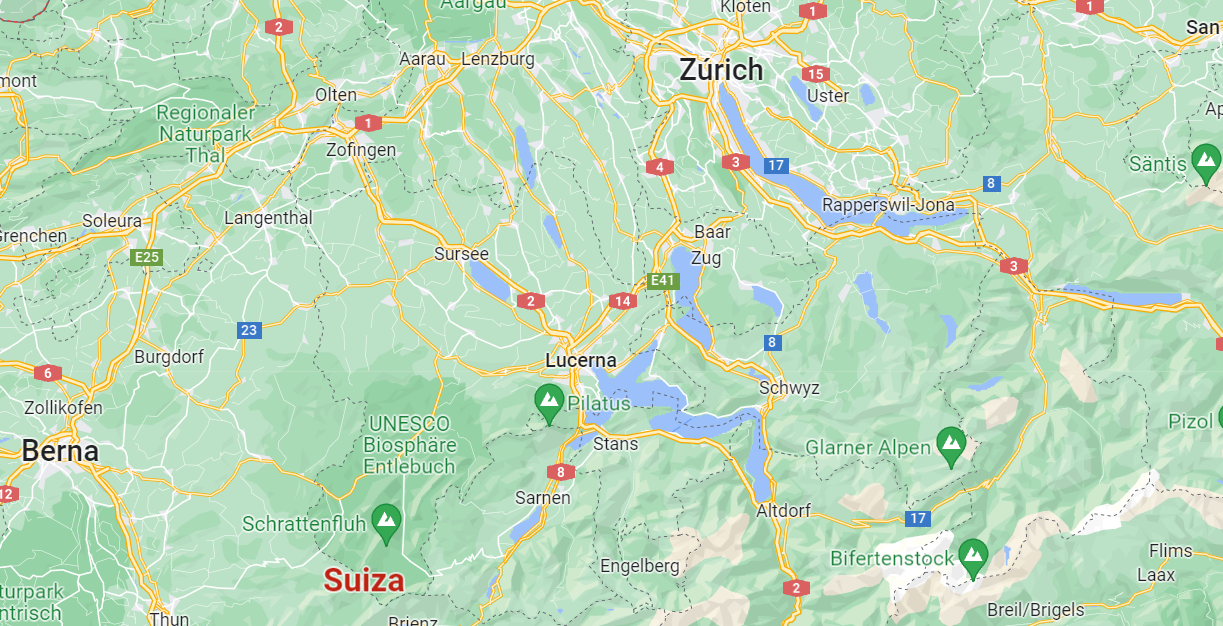 Aargau
Kloten
1
1
2
San
Aarau
Lenzburg
Zúrich
15
mont
Olten
Uster
Regionaler
Naturpark
Thal
1
Zofingen
4
3
17
Säntis
Ap
8
Soleura
Langenthal
Rapperswil-Jona
Grenchen
Baar
E25
Sursee
Zug
3
E41
2
14
23
8
Burgdorf
Lucerna
6
Schwyz
Zollikofen
Pilatus
UNESCO
Biosphäre
Entlebuch
Pizol
Berna
Stans
Glarner Alpen
8
12
Sarnen
Altdorf
17
Schrattenfluh
Bifertenstock
Flims
Engelberg
Laax
Suiza
2
turpark
ntrisch
Breil/Brigels
Thun
Brienz